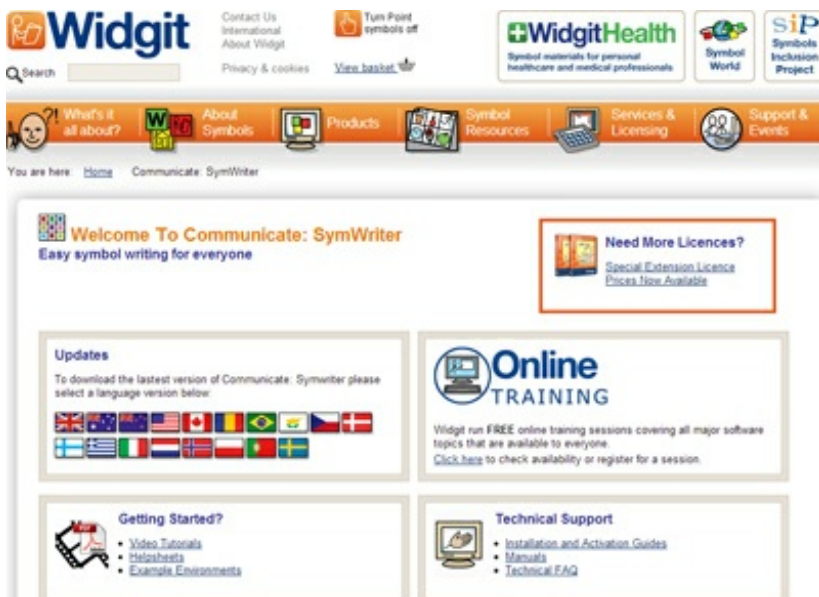 Widgit
Contact Us
International
About Widgit
Privacy & cookies
Turn Point
symbols off
View basket
Search
WidgitHealth
Symbol materials for personal
healthcare and medical professionals
Symbol
World
SiP
Symbols
Inclusion
Project
?!
What's it
all about?
About
Symbols
Products
Symbol
Resources
Services &
Licensing
Support &
Events
You are here: Home Communicate: SymWriter
Welcome To Communicate: SymWriter
Easy symbol writing for everyone
Need More Licences?
Special Extension Licence
Prices Now Available
Updates
To download the lastest version of Communicate: Symwriter please
select a language version below:
Online
TRAINING
Widgit run FREE online training sessions covering all major software
topics that are available to everyone.
Click here to check availability or register for a session.
Getting Started?
Video Tutorials
Helpsheets
Example Environments
Technical Support
Installation and Activation Guides
Manuals
Technical FAQ